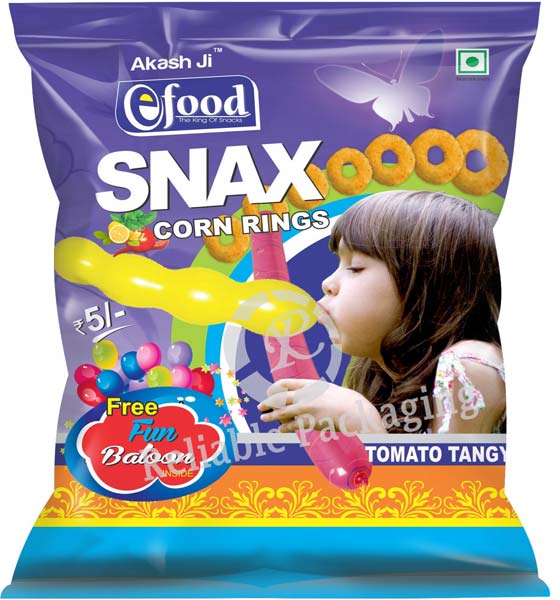 Akash Ji™
efood
The King Of Snacks
SNAX
CORN RINGS
₹5/-
Free
Fun
Baloon
INSIDE
TOMATO TANGY
Reliable Packaging
R